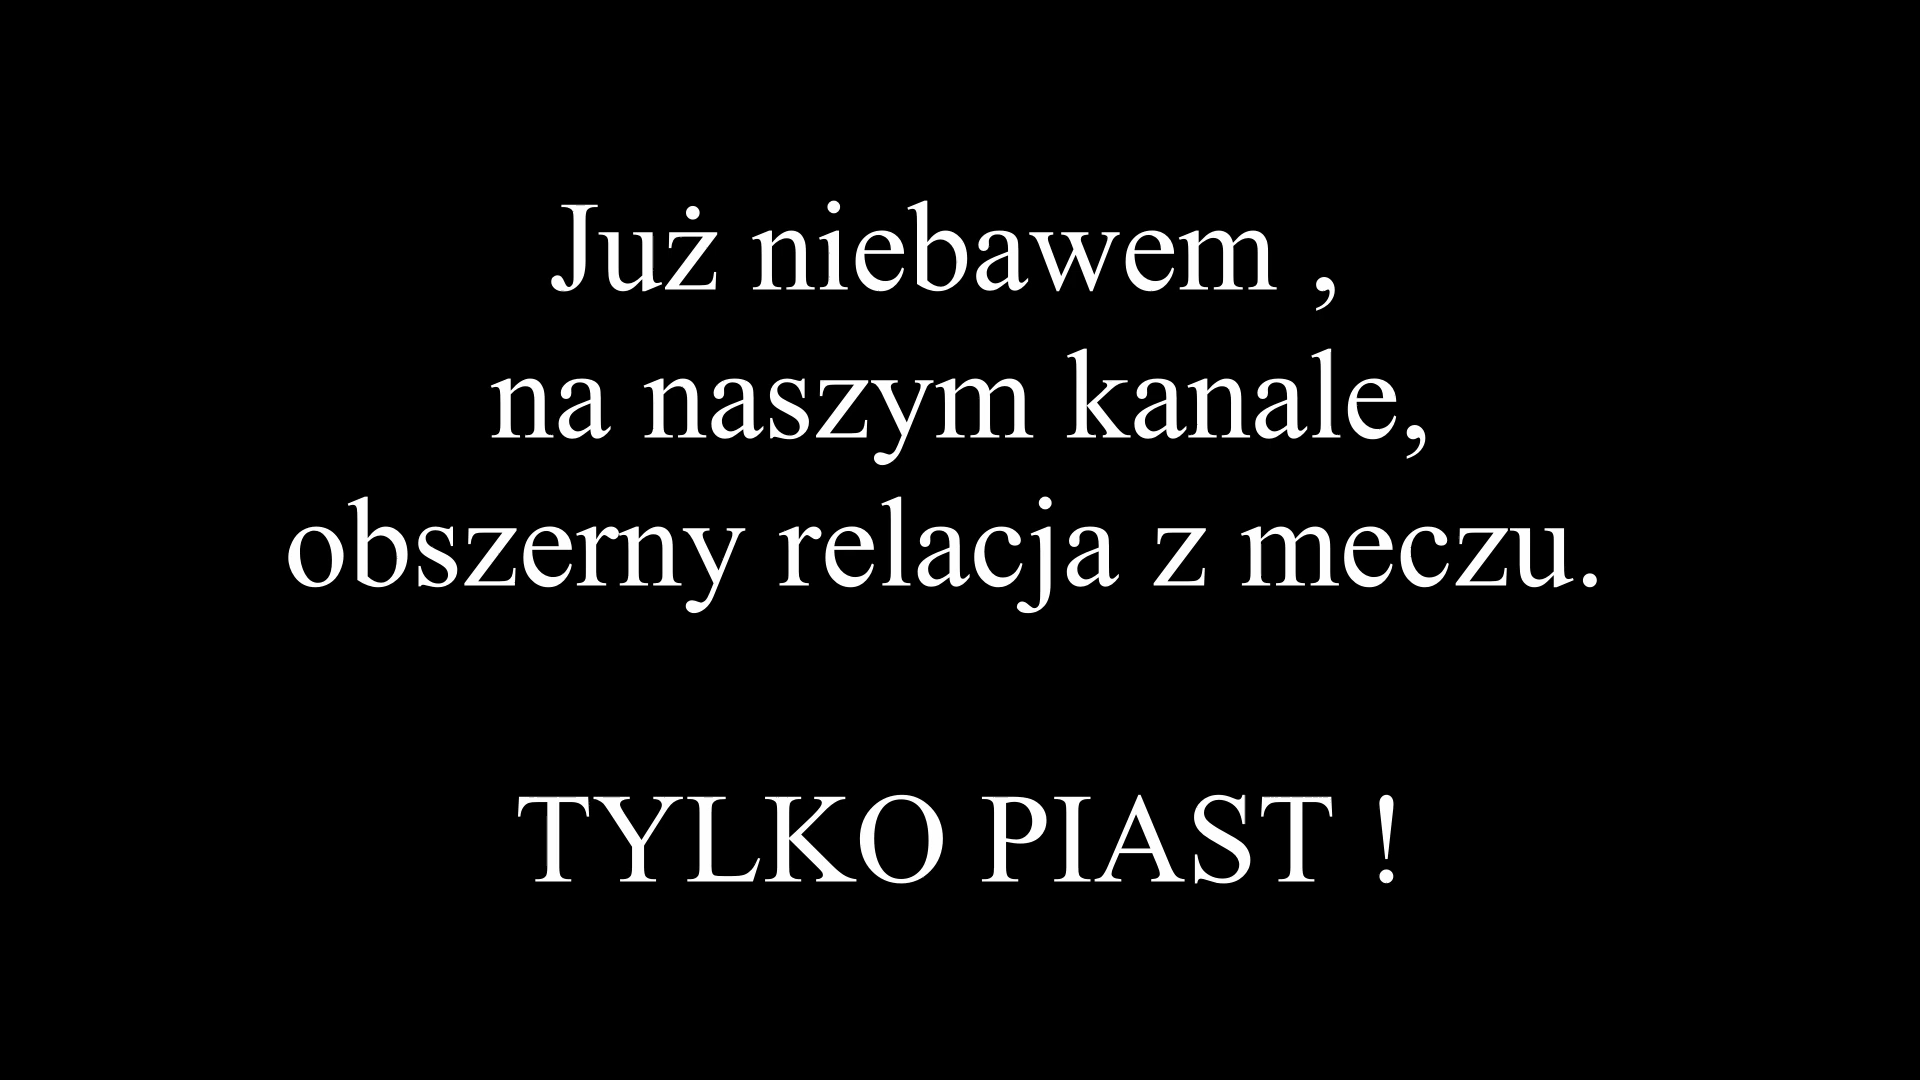 Już niebawem ,
na naszym kanale,
obszerny relacja z meczu.
TYLKO PIAST !